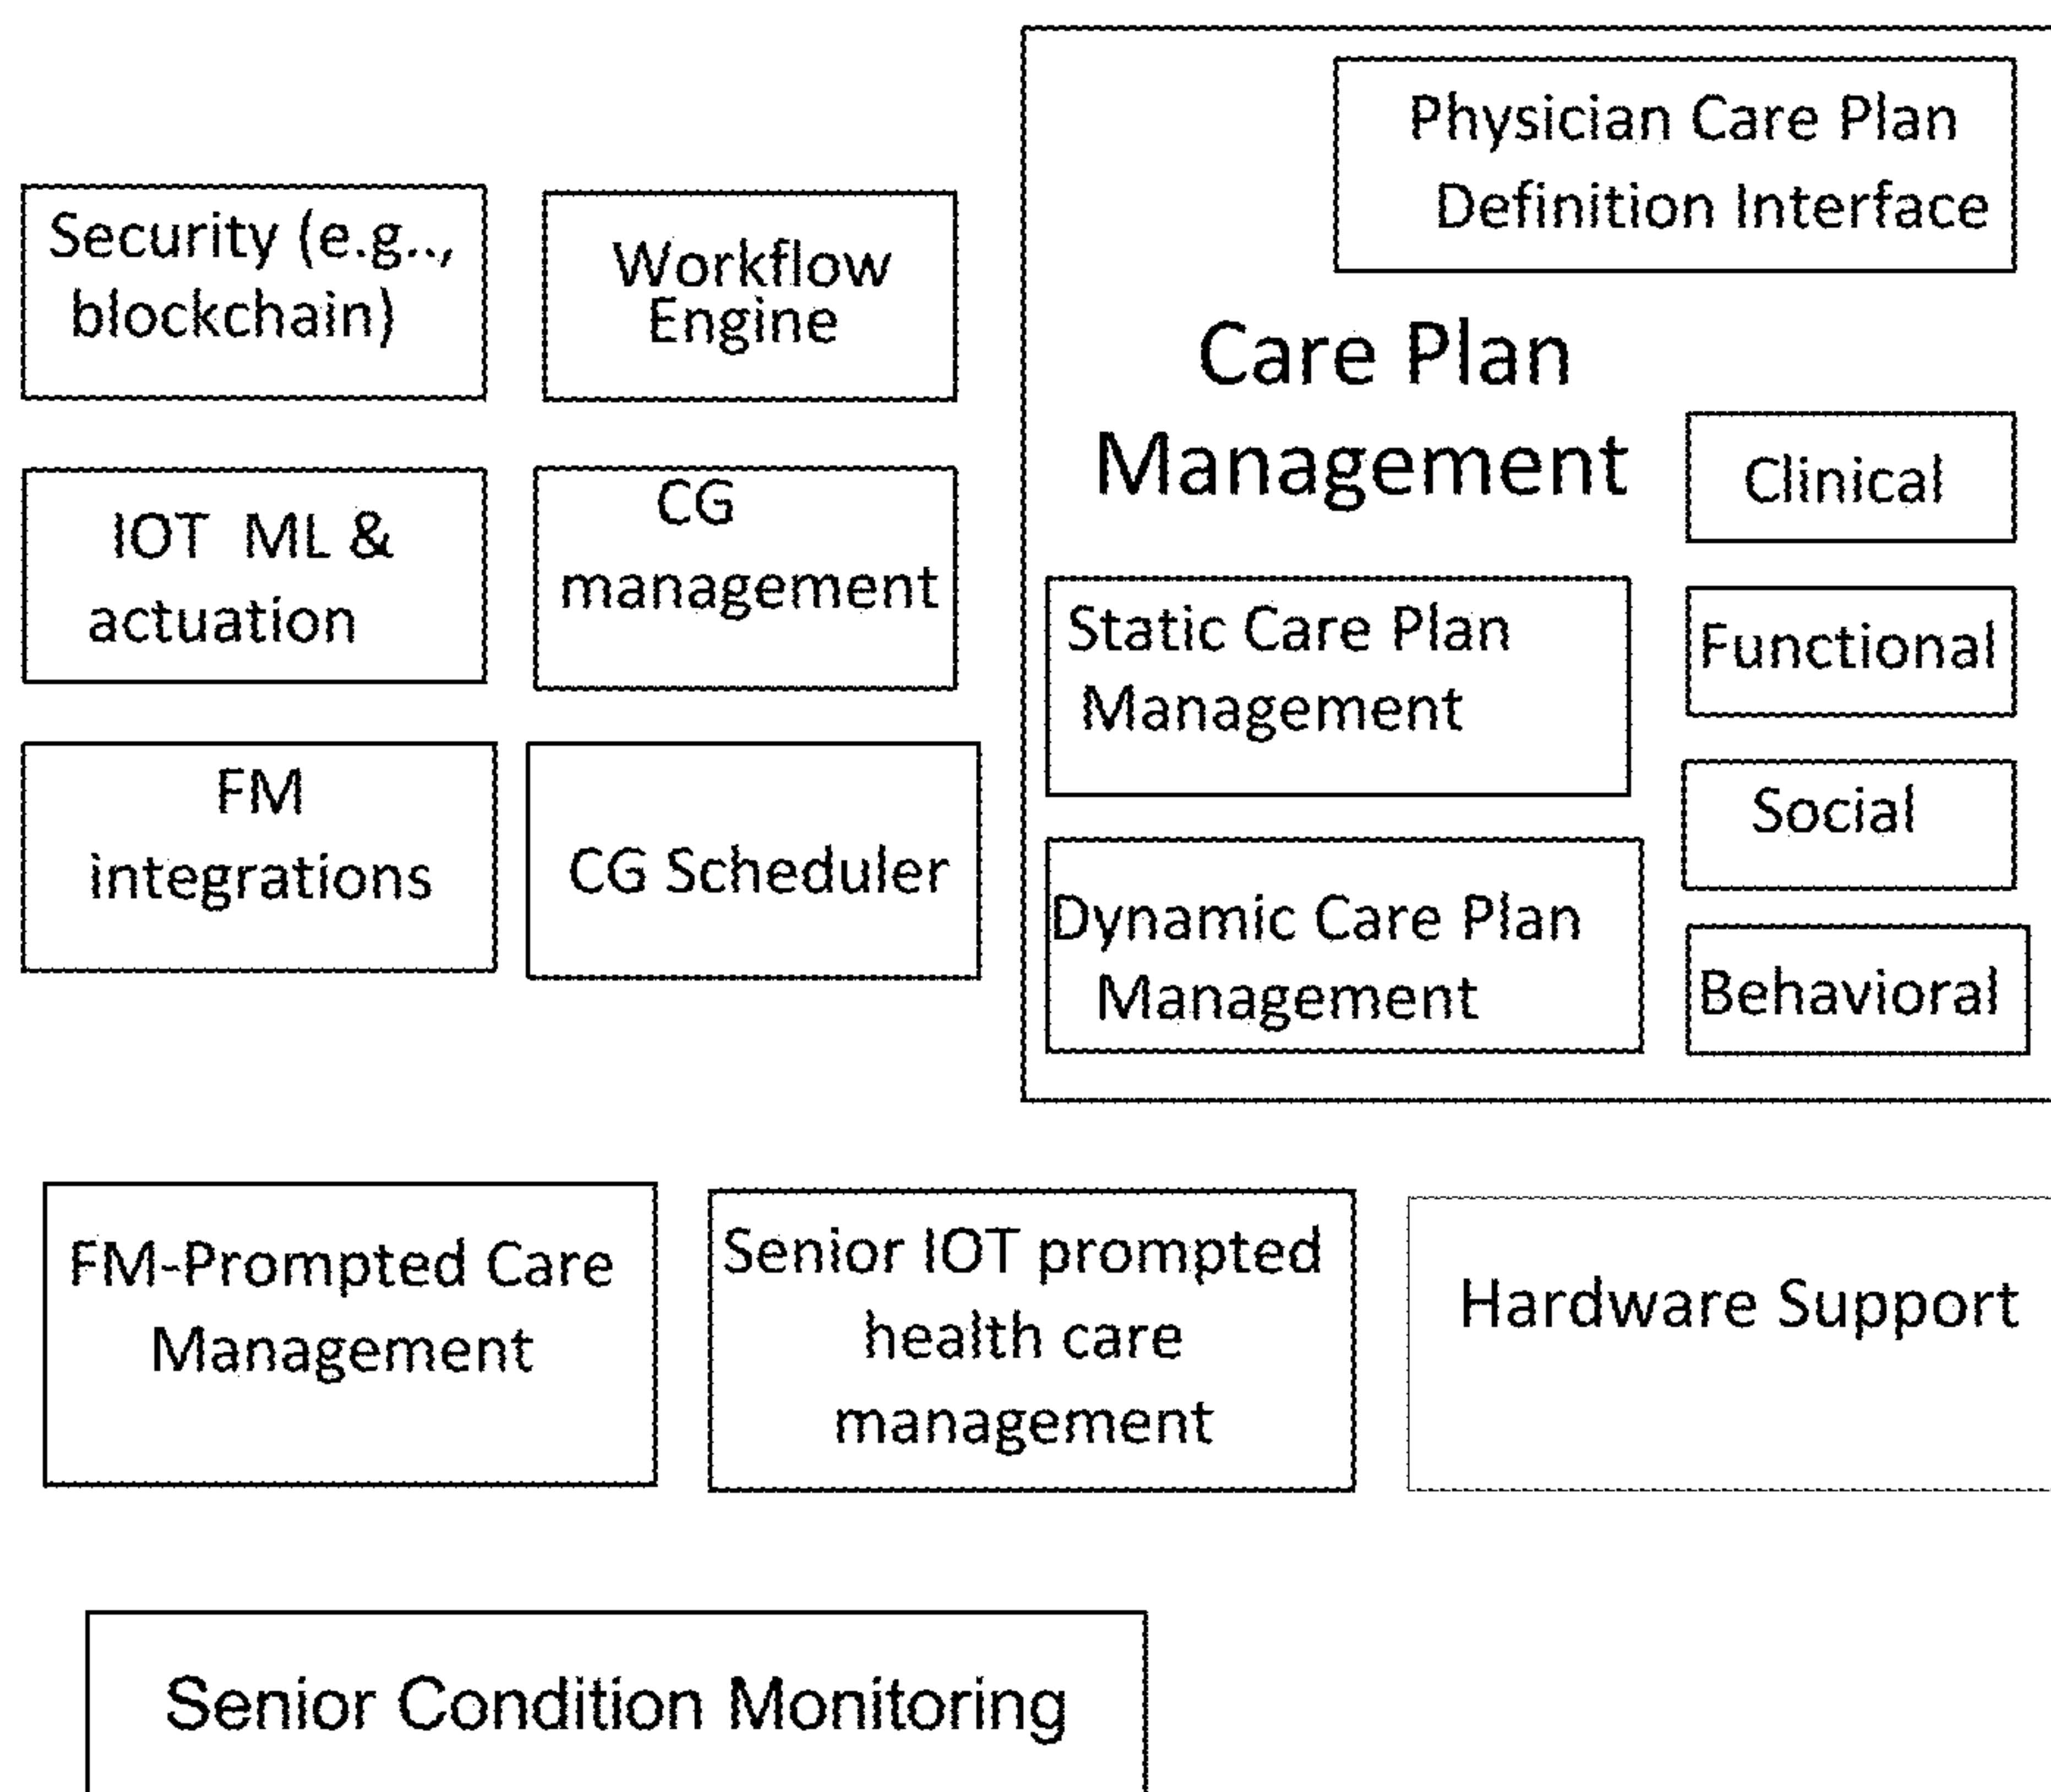 Security (e.g..,
blockchain)
Workflow
Engine
IOT ML &
actuation
CG
management
FM
integrations
CG Scheduler
Physician Care Plan
Definition Interface
Care Plan
Management
Clinical
Static Care Plan
Management
Functional
Social
Dynamic Care Plan
Management
Behavioral
FM-Prompted Care
Management
Senior IOT prompted
health care
management
Hardware Support
Senior Condition Monitoring